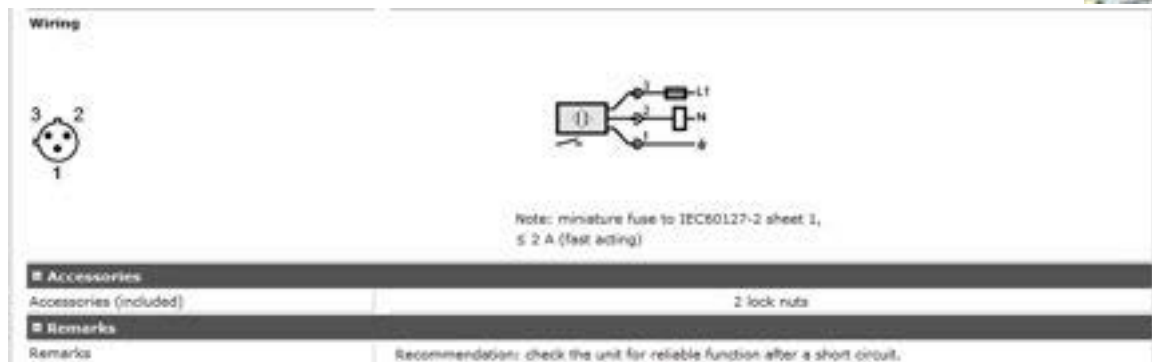 Wiring
3 2
1
3 L1
2 N
1
Note: miniature fuse to IEC60127-2 sheet 1,
≤ 2 A (fast acting)
Accessories
Accessories (included) 2 lock nuts
Remarks
Remarks Recommendation: check the unit for reliable function after a short circuit.